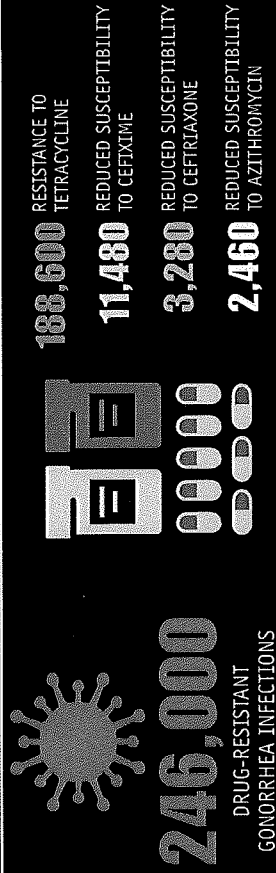 246,000
DRUG-RESISTANT
GONORRHEA INFECTIONS
188,600 RESISTANCE TO
TETRACYCLINE
11,480 REDUCED SUSCEPTIBILITY
TO CEFIXIME
3,280 REDUCED SUSCEPTIBILITY
TO CEFTRIAXONE
2,460 REDUCED SUSCEPTIBILITY
TO AZITHROMYCIN